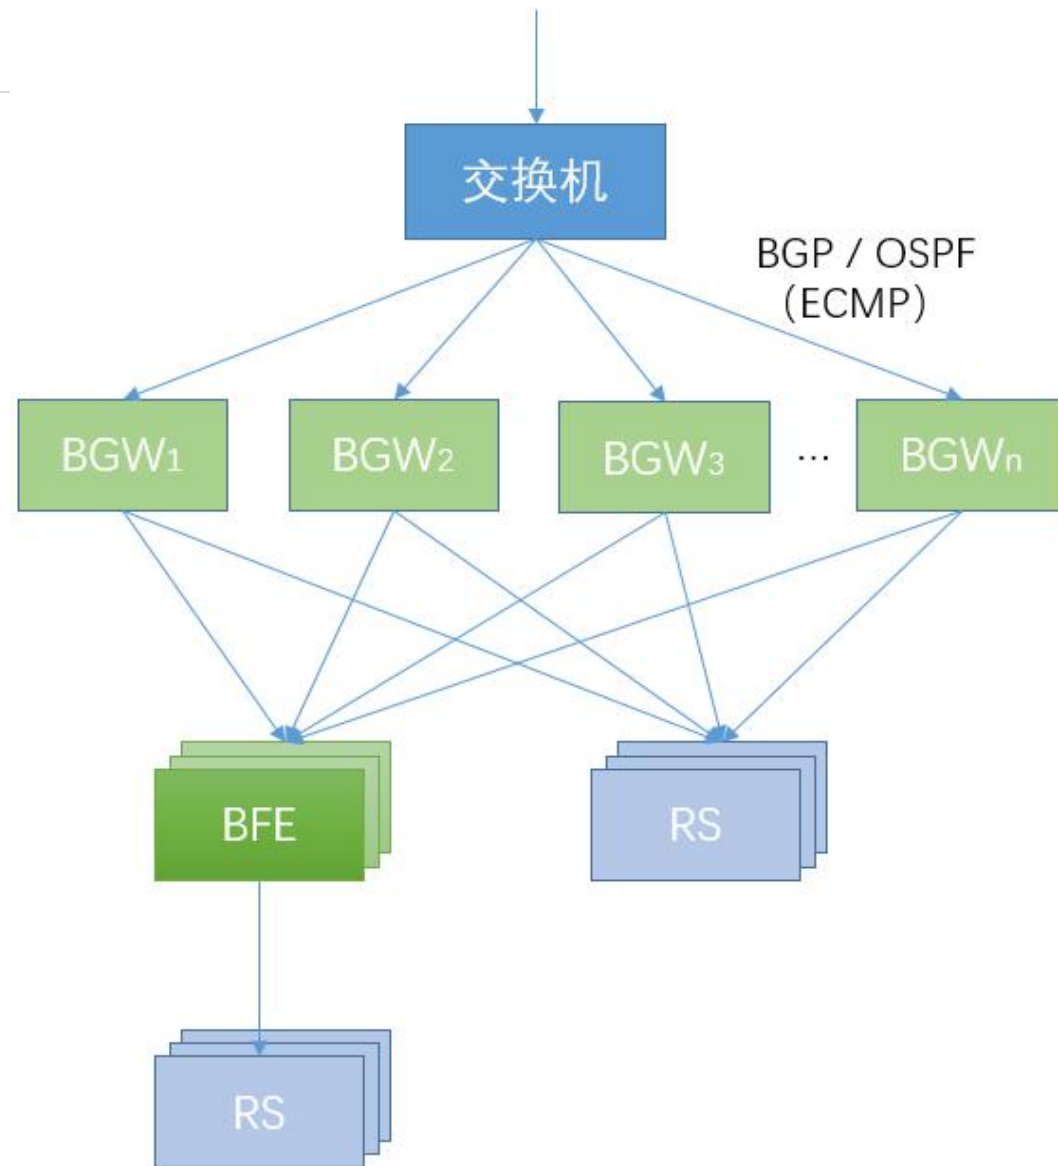 交换机
BGP / OSPF
（ECMP）
BGW₁
BGW₂
BGW₃
...
BGWn
BFE
RS
RS